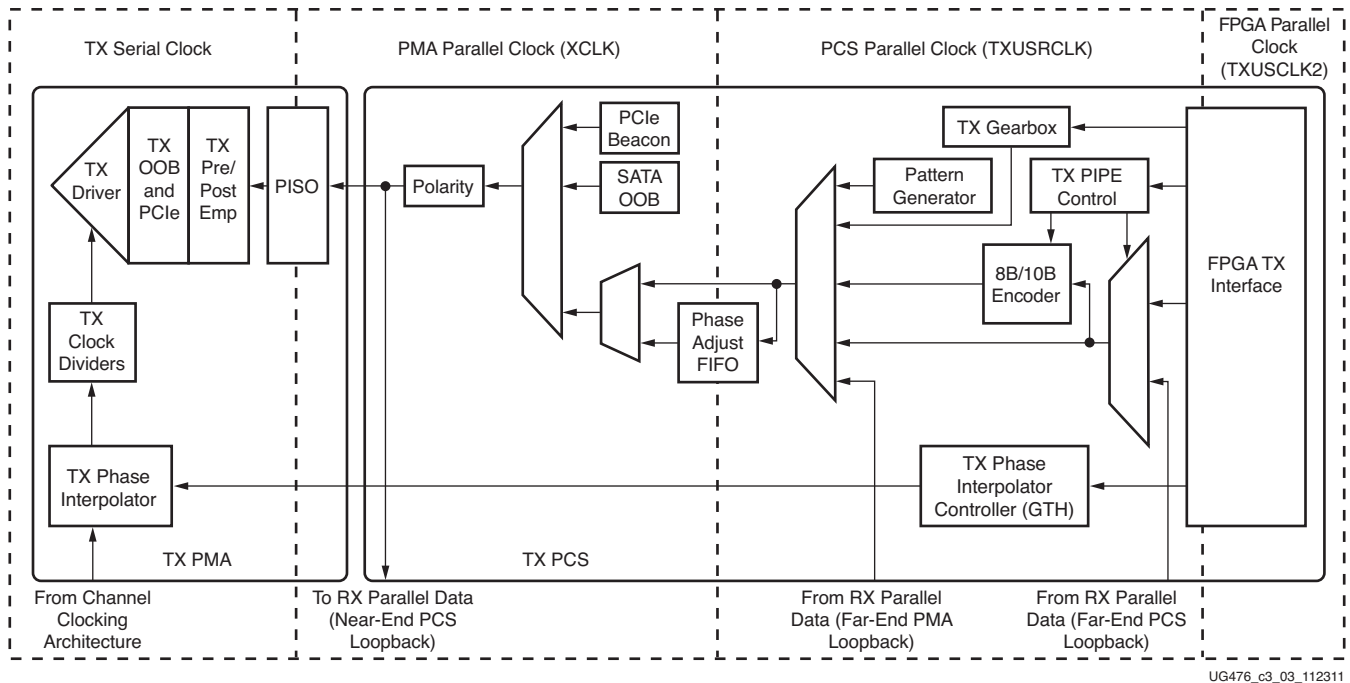 TX Serial Clock
PMA Parallel Clock (XCLK)
PCS Parallel Clock (TXUSRCLK)
FPGA Parallel
Clock
(TXUSCLK2)
TX
Driver
TX
OOB
and
PCIe
TX
Pre/
Post
Emp
PISO
Polarity
PCIe
Beacon
SATA
OOB
TX Gearbox
Pattern
Generator
TX PIPE
Control
8B/10B
Encoder
FPGA TX
Interface
TX
Clock
Dividers
Phase
Adjust
FIFO
TX Phase
Interpolator
TX Phase
Interpolator
Controller (GTH)
TX PMA
TX PCS
From Channel
Clocking
Architecture
To RX Parallel Data
(Near-End PCS
Loopback)
From RX Parallel
Data (Far-End PMA
Loopback)
From RX Parallel
Data (Far-End PCS
Loopback)
UG476_c3_03_112311